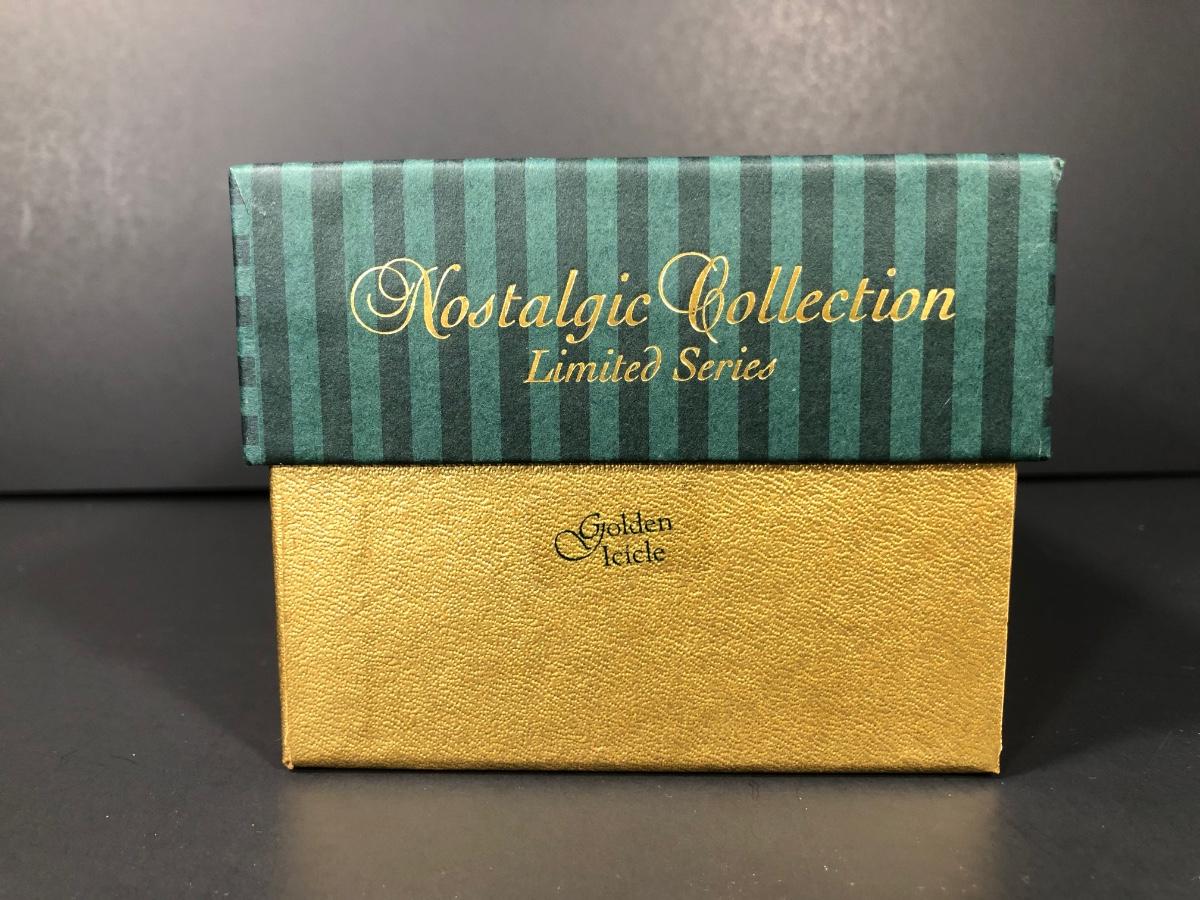 Nostalgic Collection
Limited Series
Golden
Icicle